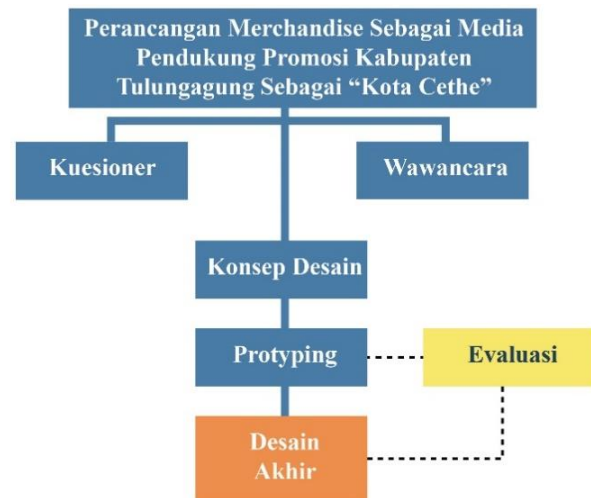 Perancangan Merchandise Sebagai Media
Pendukung Promosi Kabupaten
Tulungagung Sebagai “Kota Cethe”
Kuesioner
Wawancara
Konsep Desain
Protyping
Evaluasi
Desain
Akhir